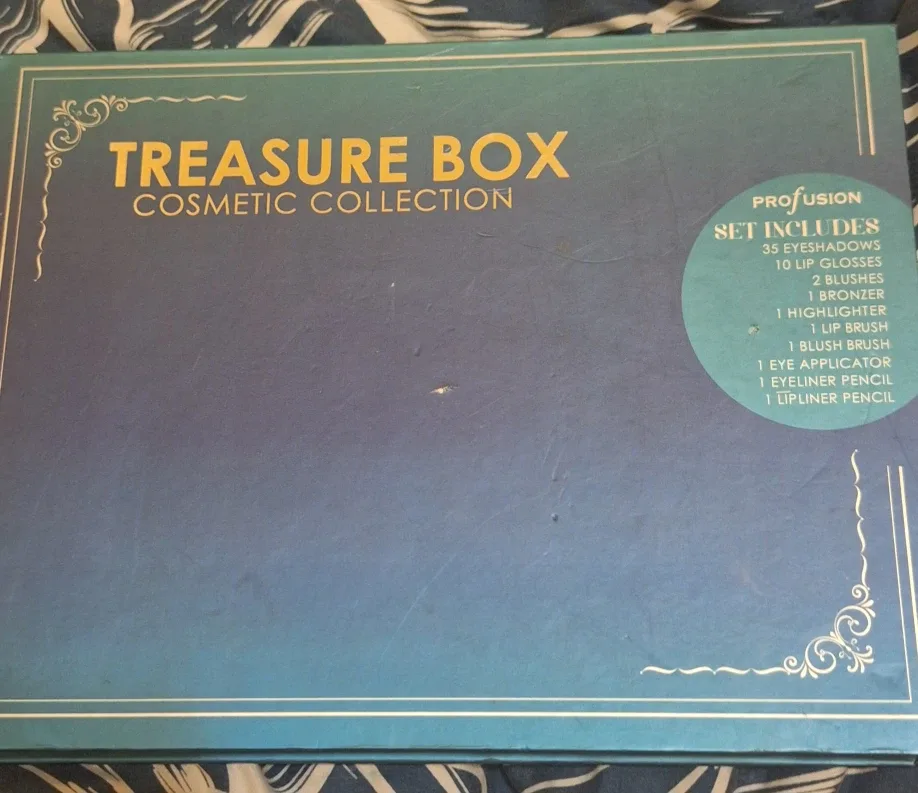 TREASURE BOX
COSMETIC COLLECTION
PROFUSION
SET INCLUDES
35 EYESHADOWS
10 LIP GLOSSES
2 BLUSHES
1 BRONZER
1 HIGHLIGHTER
1 LIP BRUSH
1 BLUSH BRUSH
1 EYE APPLICATOR
1 EYELINER PENCIL
1 LIPLINER PENCIL